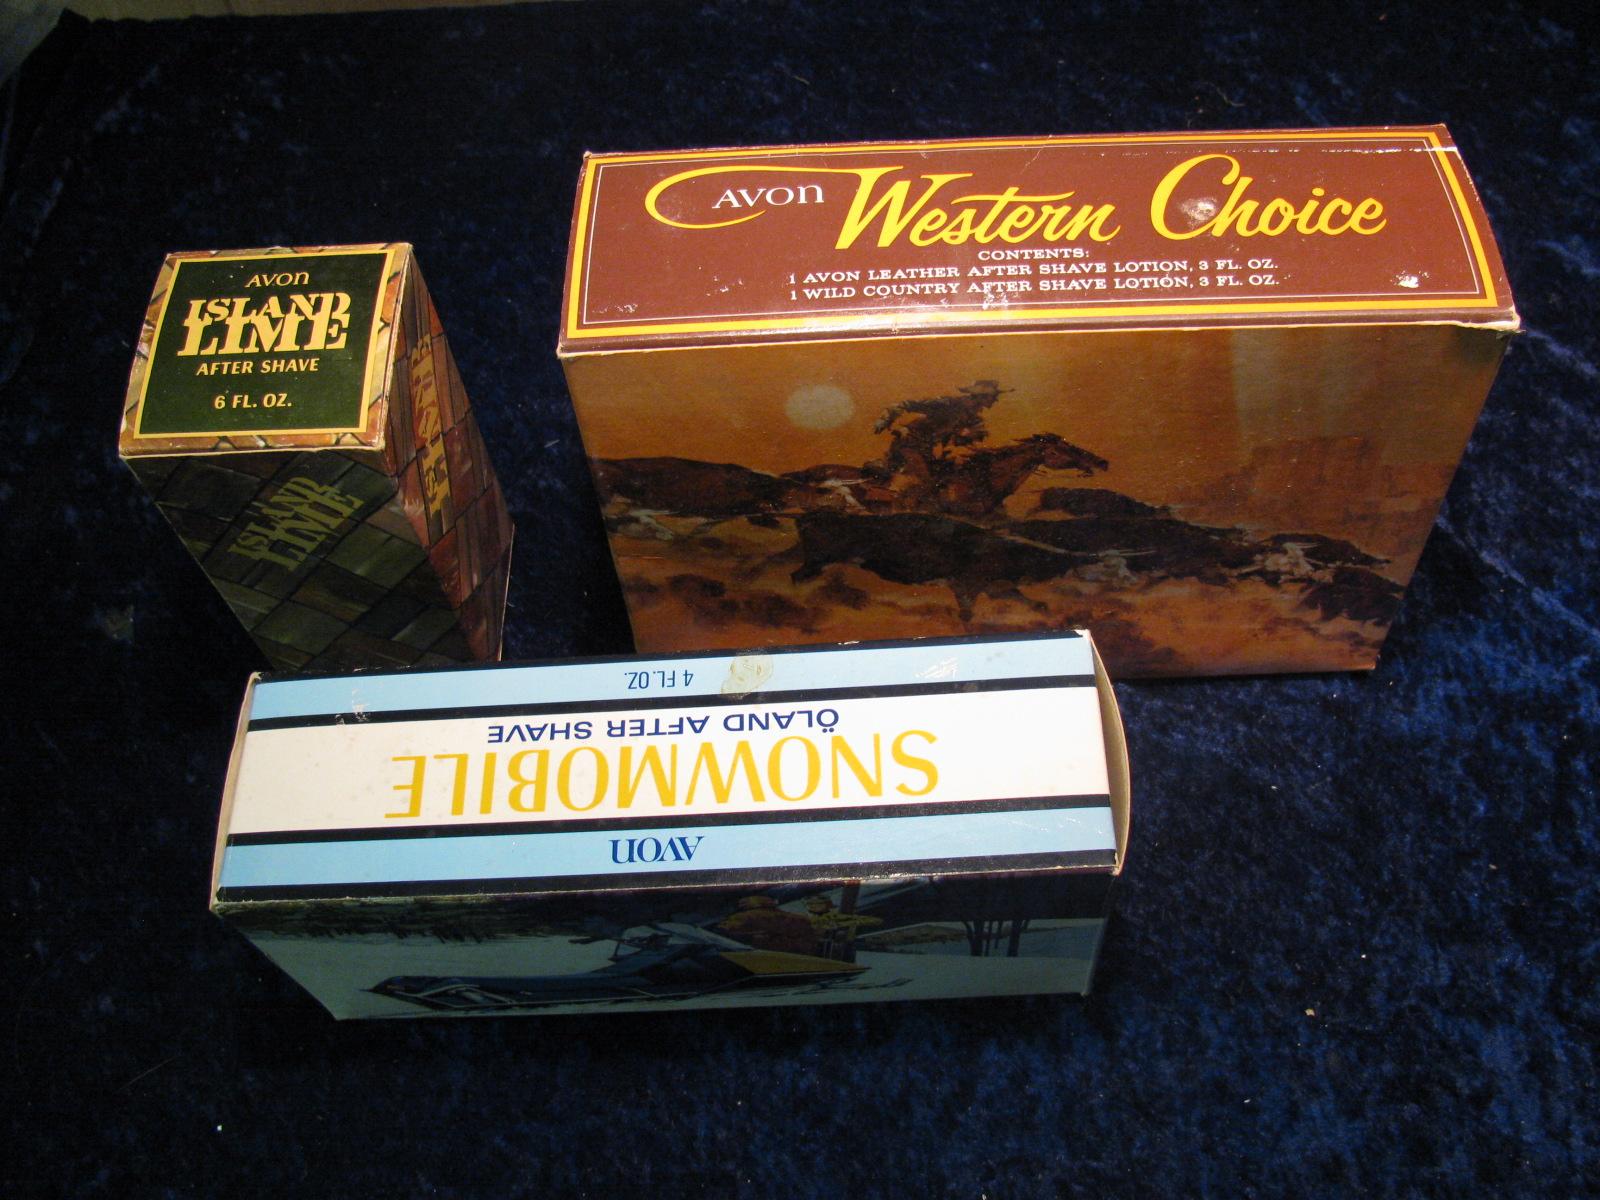 AVON
ISLAND
LIME
AFTER SHAVE
6 FL. OZ.
ISLAND
LIME
ISLAND
LIME
AVON Western Choice
CONTENTS:
1 AVON LEATHER AFTER SHAVE LOTION, 3 FL. OZ.
1 WILD COUNTRY AFTER SHAVE LOTION, 3 FL. OZ.
AVON
SNOWMOBILE
ÖLAND AFTER SHAVE
4 FL. OZ.